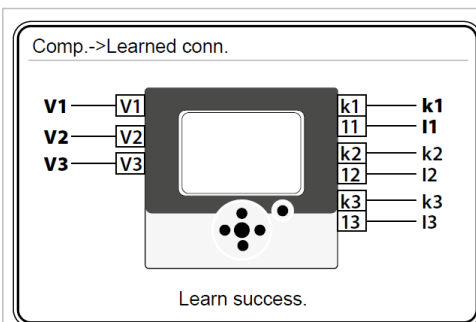 Comp.->Learned conn.
V1 V1 k1 k1
11 l1
V2 V2 k2 k2
12 l2
V3 V3 k3 k3
13 l3
Learn success.